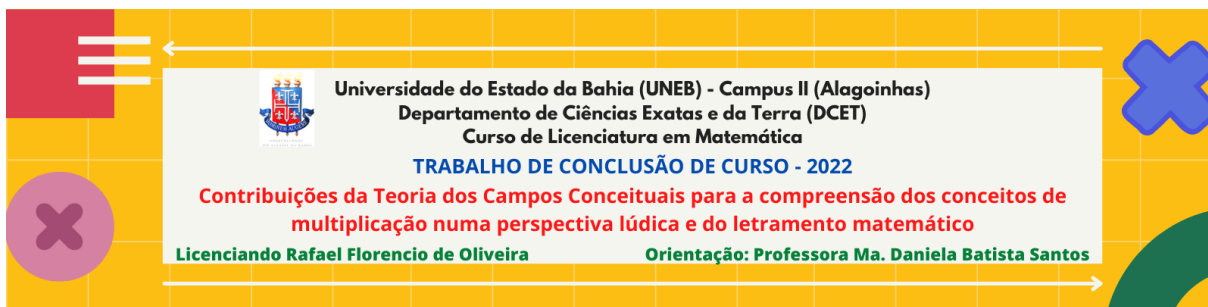 Universidade do Estado da Bahia (UNEB) - Campus II (Alagoinhas)
Departamento de Ciências Exatas e da Terra (DCET)
Curso de Licenciatura em Matemática
TRABALHO DE CONCLUSÃO DE CURSO - 2022
Contribuições da Teoria dos Campos Conceituais para a compreensão dos conceitos de
multiplicação numa perspectiva lúdica e do letramento matemático
Licenciando Rafael Florencio de Oliveira Orientação: Professora Ma. Daniela Batista Santos